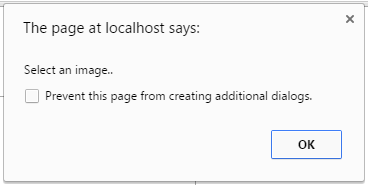 The page at localhost says:
Select an image..
Prevent this page from creating additional dialogs.
OK